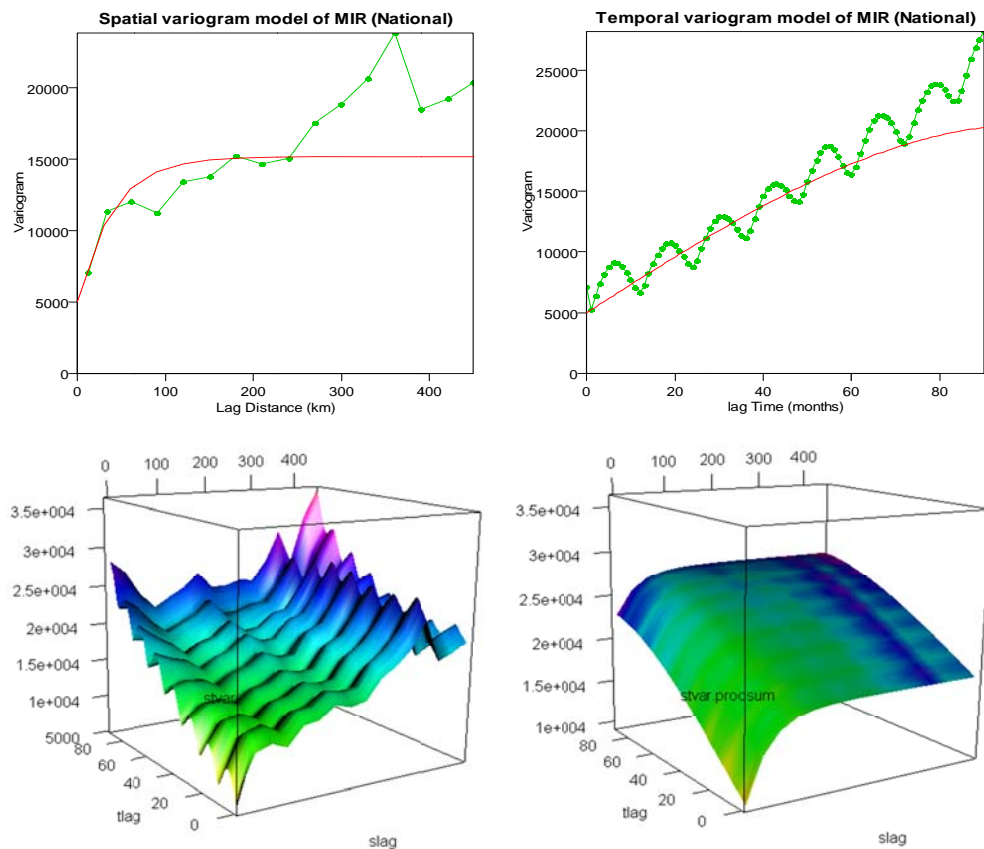 Spatial variogram model of MIR (National)
Variogram
20000
15000
10000
5000
0
0 100 200 300 400
Lag Distance (km)
Temporal variogram model of MIR (National)
Variogram
25000
20000
15000
10000
5000
0
0 20 40 60 80
lag Time (months)
0 100 200 300 400
3.5e+004
3e+004
2.5e+004
2e+004
1.5e+004
1e+004
5000
80
60
40
20
0
tlag
slag
stvar
0 100 200 300 400
3.5e+004
3e+004
2.5e+004
2e+004
1.5e+004
1e+004
80
60
40
20
0
tlag
slag
stvar.prodsum